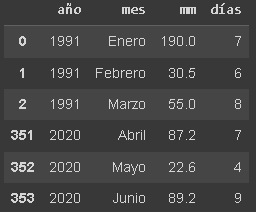 año mes mm días
0 1991 Enero 190.0 7
1 1991 Febrero 30.5 6
2 1991 Marzo 55.0 8
351 2020 Abril 87.2 7
352 2020 Mayo 22.6 4
353 2020 Junio 89.2 9